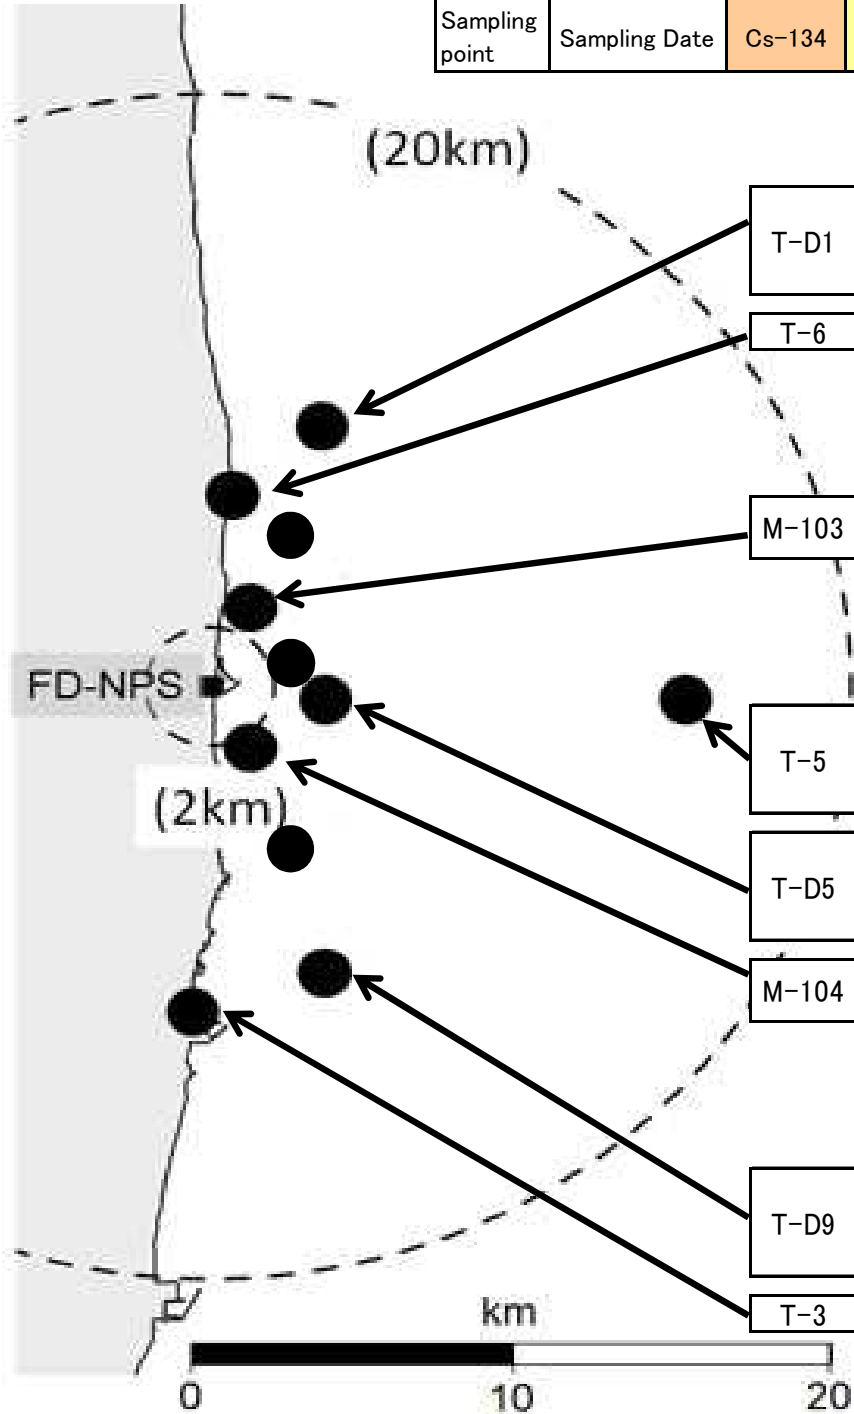 Sampling
point
Sampling Date
Cs-134
(20km)
T-D1
T-6
M-103
FD-NPS
T-5
(2km)
T-D5
M-104
T-D9
T-3
km
0
10
20